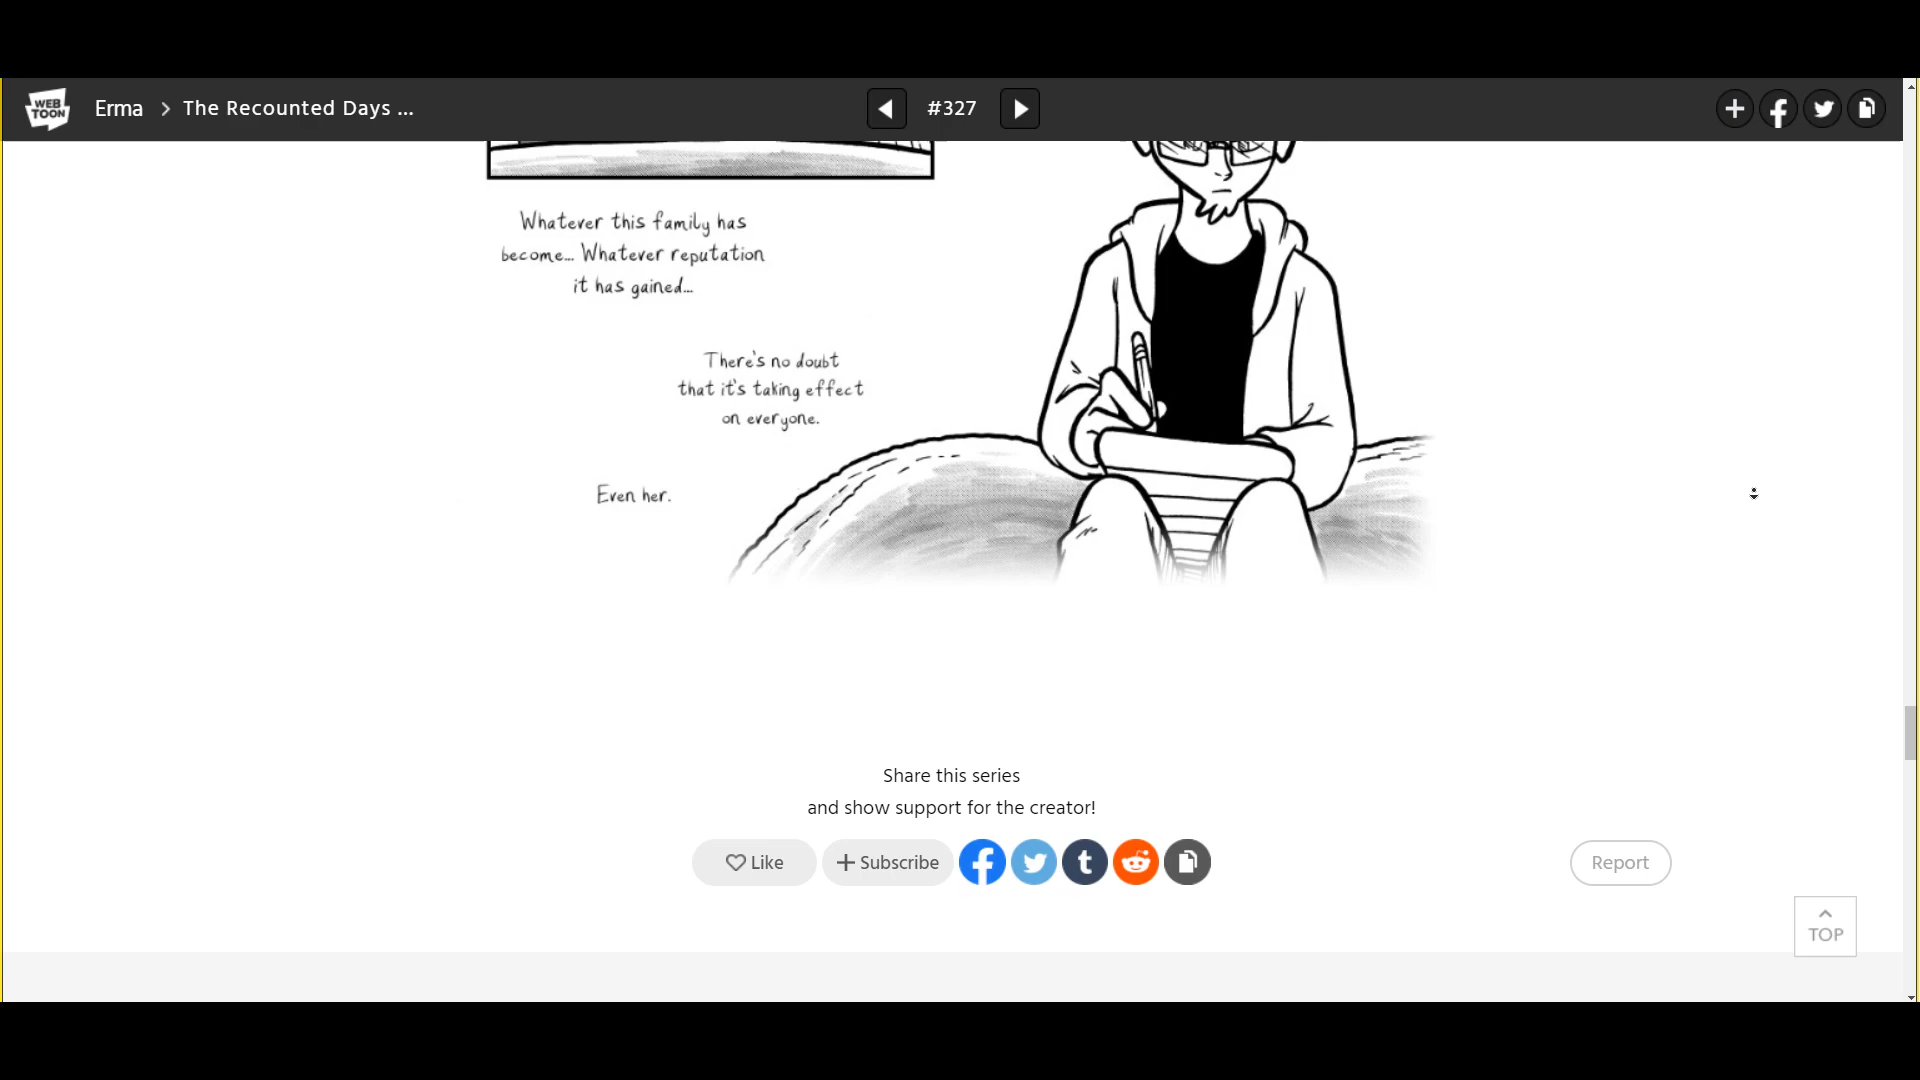 WEB
TOON
Erma
The Recounted Days ...
#327
Whatever this family has
become... Whatever reputation
it has gained...
There's no doubt
that it's taking effect
on everyone.
Even her.
Share this series
and show support for the creator!
Like
Subscribe
Report
TOP